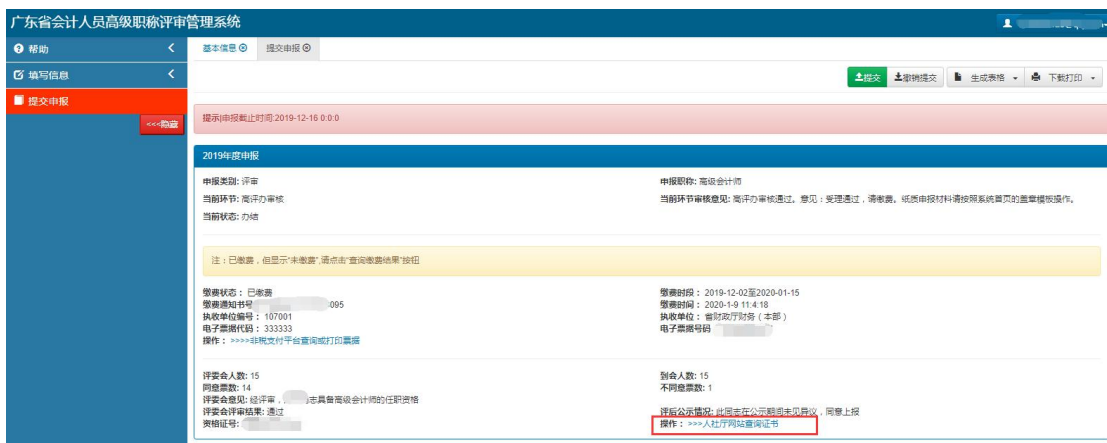 广东省会计人员高级职称评审管理系统
帮助
填写信息
提交申报
<<<隐藏
基本信息
提交申报
提交 撤销提交 生成表格 下载打印
提示|申报截止时间:2019-12-16 0:0:0
2019年度申报
申报类别: 评审
申报职称: 高级会计师
当前环节: 高评办审核
当前环节审核意见: 高评办审核通过。意见：受理通过，请缴费。纸质申报材料请按照系统首页的盖章模板操作。
当前状态: 办结
注：已缴费，但显示"未缴费",请点击"查询缴费结果"按钮
缴费状态： 已缴费
缴费时段： 2019-12-02至2020-01-15
缴费通知书号 095
缴费时间： 2020-1-9 11:4:18
执收单位编号： 107001
执收单位： 省财政厅财务（本部）
电子票据代码： 333333
电子票据号码
操作： >>>>非税支付平台查询或打印票据
评委会人数: 15
到会人数: 15
同意票数: 14
不同意票数: 1
评委会意见: 经评审， 志具备高级会计师的任职资格
评委会评审结果: 通过
评后公示情况: 此同志在公示期间未见异议，同意上报
资格证号:
操作： >>>人社厅网站查询证书